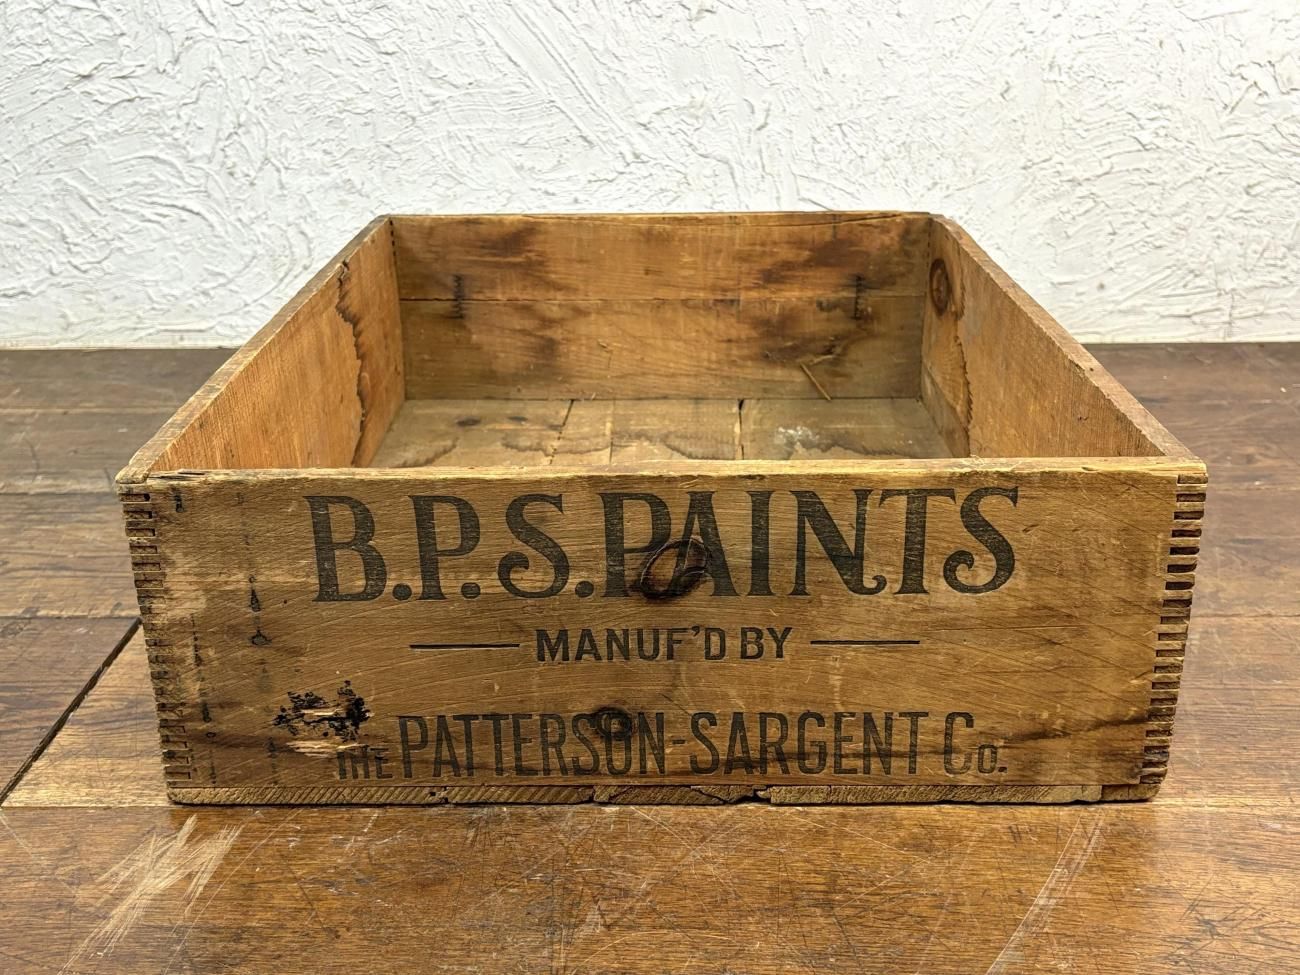 B.P.S. PAINTS
MANUF'D BY
THE PATTERSON-SARGENT CO.